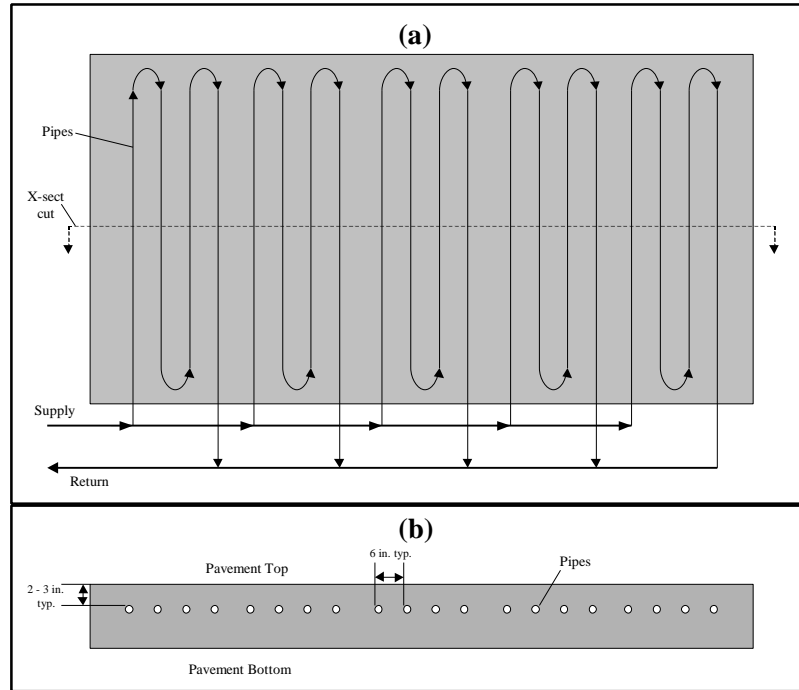 (a)
Pipes
X-sect
cut
Supply
Return
(b)
6 in. typ.
Pavement Top
Pipes
2 - 3 in.
typ.
Pavement Bottom